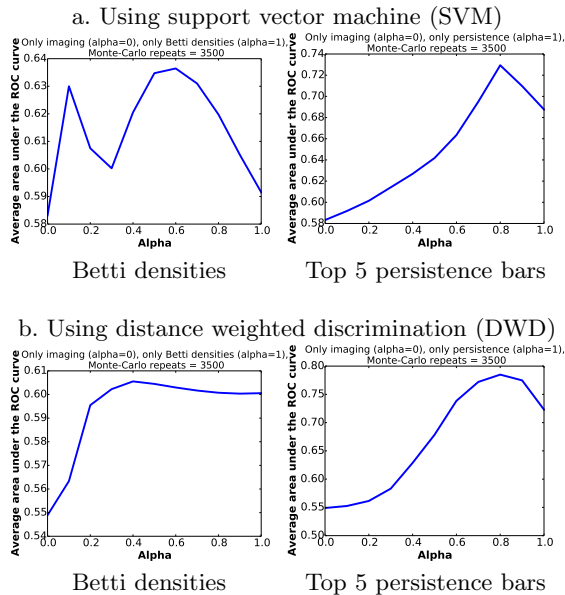 a. Using support vector machine (SVM)
Only imaging (alpha=0), only Betti densities (alpha=1),
Monte-Carlo repeats = 3500
Average area under the ROC curve
0.64
0.63
0.62
0.61
0.60
0.59
0.58
0.0 0.2 0.4 0.6 0.8 1.0
Alpha
Betti densities
Only imaging (alpha=0), only persistence (alpha=1),
Monte-Carlo repeats = 3500
Average area under the ROC curve
0.74
0.72
0.70
0.68
0.66
0.64
0.62
0.60
0.58
0.0 0.2 0.4 0.6 0.8 1.0
Alpha
Top 5 persistence bars
b. Using distance weighted discrimination (DWD)
Only imaging (alpha=0), only Betti densities (alpha=1),
Monte-Carlo repeats = 3500
Average area under the ROC curve
0.61
0.60
0.59
0.58
0.57
0.56
0.55
0.54
0.0 0.2 0.4 0.6 0.8 1.0
Alpha
Betti densities
Only imaging (alpha=0), only persistence (alpha=1),
Monte-Carlo repeats = 3500
Average area under the ROC curve
0.80
0.75
0.70
0.65
0.60
0.55
0.50
0.0 0.2 0.4 0.6 0.8 1.0
Alpha
Top 5 persistence bars